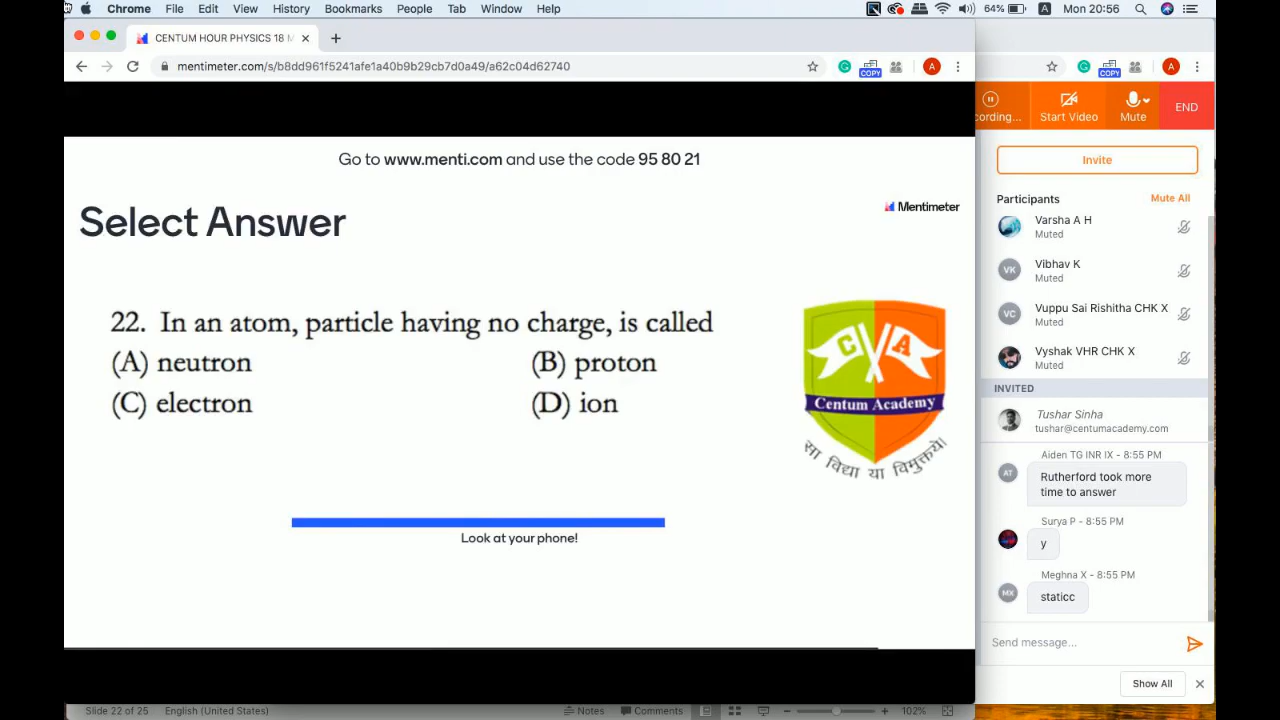 Chrome File Edit View History Bookmarks People Tab Window Help
64% A Mon 20:56
CENTUM HOUR PHYSICS 18 M
mentimeter.com/s/b8dd961f5241afe1a40b9b29cb7d0a49/a62c04d62740
COPY A
COPY A
cording... Start Video Mute END
Go to www.menti.com and use the code 95 80 21
Mentimeter
Select Answer
22. In an atom, particle having no charge, is called
(A) neutron (B) proton
(C) electron (D) ion
C A
Centum Academy
सा विद्या या विमुक्तये।
Look at your phone!
Invite
Participants Mute All
Varsha A H
Muted
VK Vibhav K
Muted
VC Vuppu Sai Rishitha CHK X
Muted
Vyshak VHR CHK X
Muted
INVITED
Tushar Sinha
tushar@centumacademy.com
Aiden TG INR IX - 8:55 PM
AT Rutherford took more
time to answer
Surya P - 8:55 PM
y
Meghna X - 8:55 PM
MX staticc
Send message...
Show All
Slide 22 of 25 English (United States) Notes Comments 102%